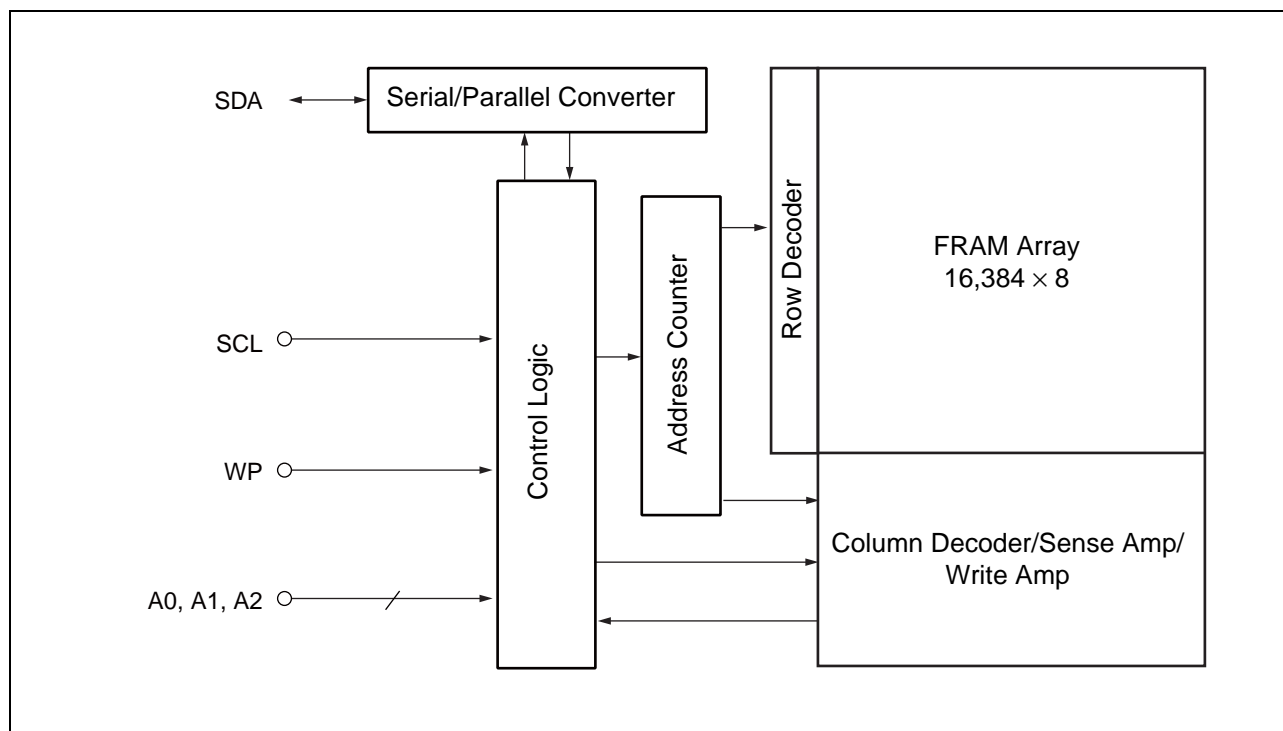 SDA
Serial/Parallel Converter
SCL
WP
A0, A1, A2
Control Logic
Address Counter
Row Decoder
FRAM Array
16,384 × 8
Column Decoder/Sense Amp/
Write Amp